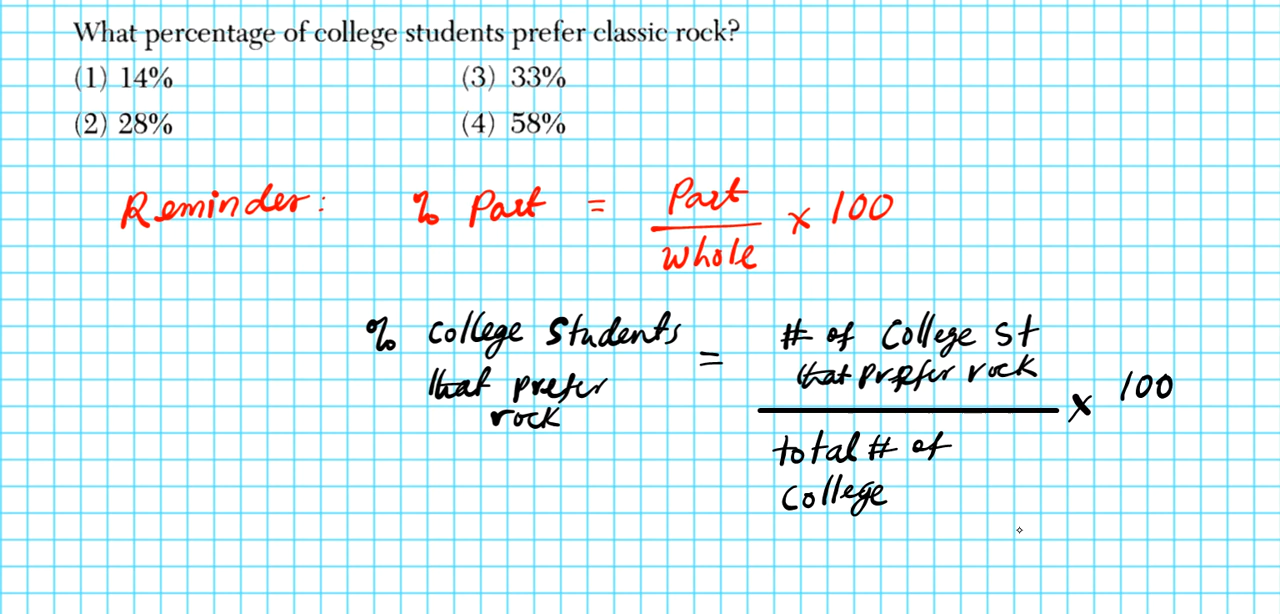 What percentage of college students prefer classic rock?
(1) 14% (3) 33%
(2) 28% (4) 58%
Reminder: % Part = Part / whole × 100
% College Students that prefer rock = # of College St that prefer rock / total # of College × 100